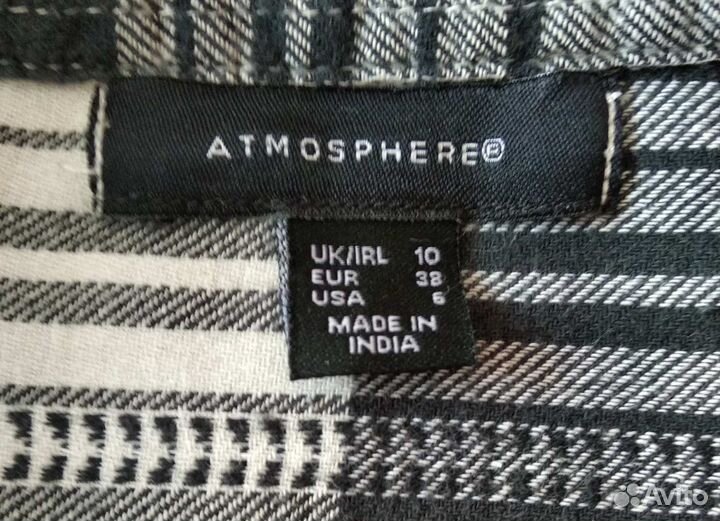 ATMOSPHERE®
UK/IRL 10
EUR 38
USA 6
MADE IN
INDIA
Avito